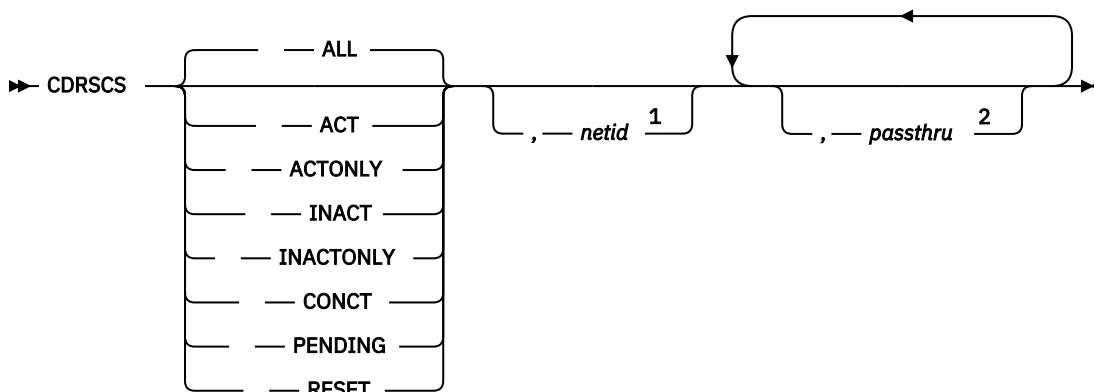 ALL
CDRSCS
ACT
, netid 1
, passthru 2
ACTONLY
INACT
INACTONLY
CONCT
PENDING
RESET